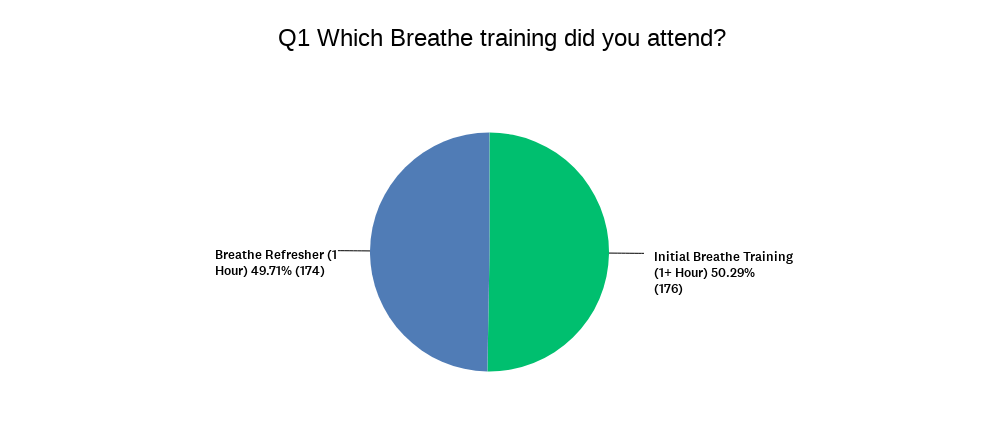 Q1 Which Breathe training did you attend?
Breathe Refresher (1
Hour) 49.71% (174)
Initial Breathe Training
(1+ Hour) 50.29%
(176)